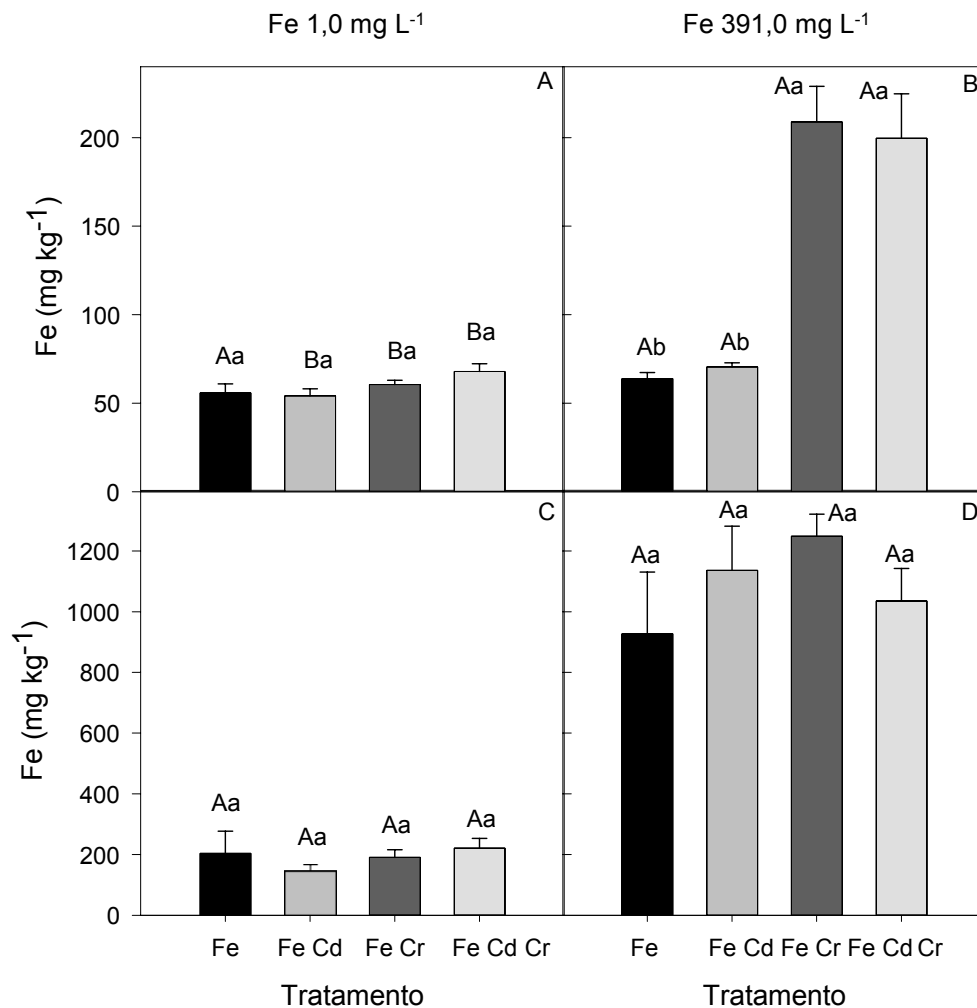 Fe 1,0 mg L-1 Fe 391,0 mg L-1
A B
Fe (mg kg-1)
200
150
100
50
0
Aa Ba Ba Ba
Ab Ab Aa Aa
C D
Fe (mg kg-1)
1200
1000
800
600
400
200
0
Aa Aa Aa Aa
Aa Aa Aa Aa
Fe Fe Cd Fe Cr Fe Cd Cr Fe Fe Cd Fe Cr Fe Cd Cr
Tratamento Tratamento